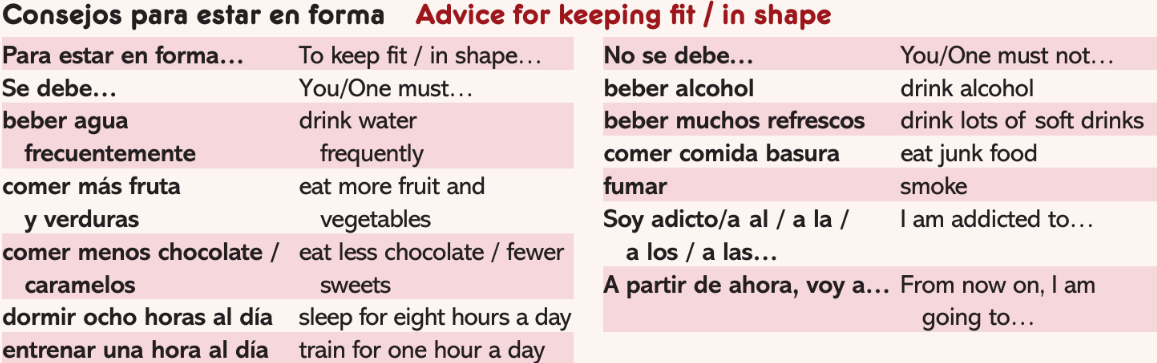 Consejos para estar en forma Advice for keeping fit / in shape
Para estar en forma… To keep fit / in shape…
Se debe… You/One must…
beber agua drink water
frecuentemente frequently
comer más fruta eat more fruit and
y verduras vegetables
comer menos chocolate / eat less chocolate / fewer
caramelos sweets
dormir ocho horas al día sleep for eight hours a day
entrenar una hora al día train for one hour a day
No se debe… You/One must not…
beber alcohol drink alcohol
beber muchos refrescos drink lots of soft drinks
comer comida basura eat junk food
fumar smoke
Soy adicto/a al / a la / I am addicted to…
a los / a las…
A partir de ahora, voy a… From now on, I am
going to…